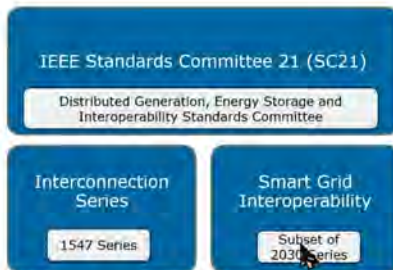 IEEE Standards Committee 21 (SC21)
Distributed Generation, Energy Storage and
Interoperability Standards Committee
Interconnection
Series
1547 Series
Smart Grid
Interoperability
Subset of
2030 Series